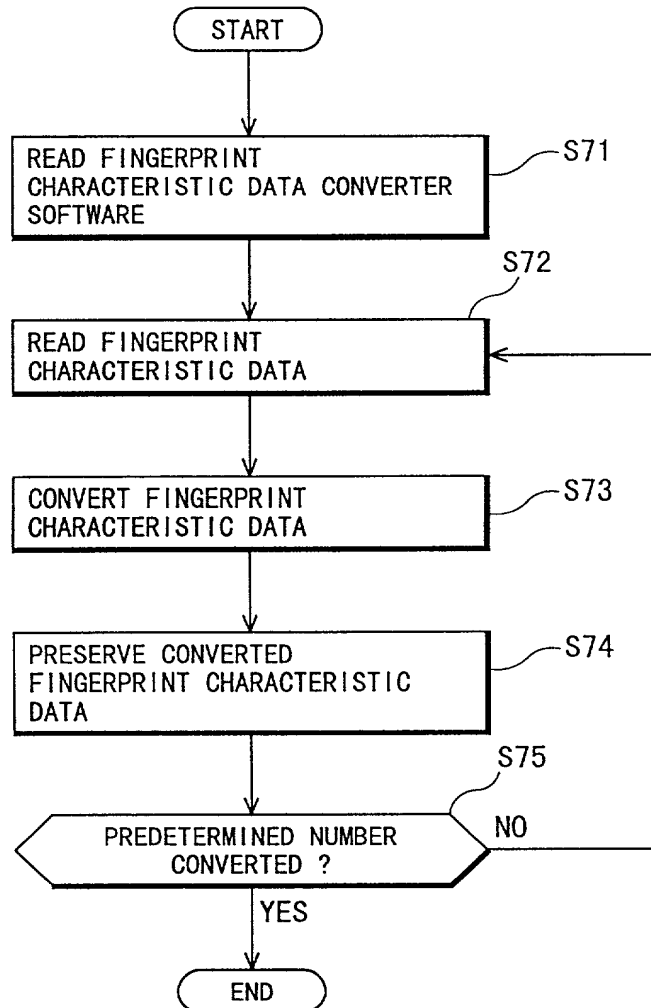 START
READ FINGERPRINT
CHARACTERISTIC DATA CONVERTER
SOFTWARE
S71
S72
READ FINGERPRINT
CHARACTERISTIC DATA
CONVERT FINGERPRINT
CHARACTERISTIC DATA
S73
PRESERVE CONVERTED
FINGERPRINT CHARACTERISTIC
DATA
S74
S75
PREDETERMINED NUMBER
CONVERTED ?
NO
YES
END